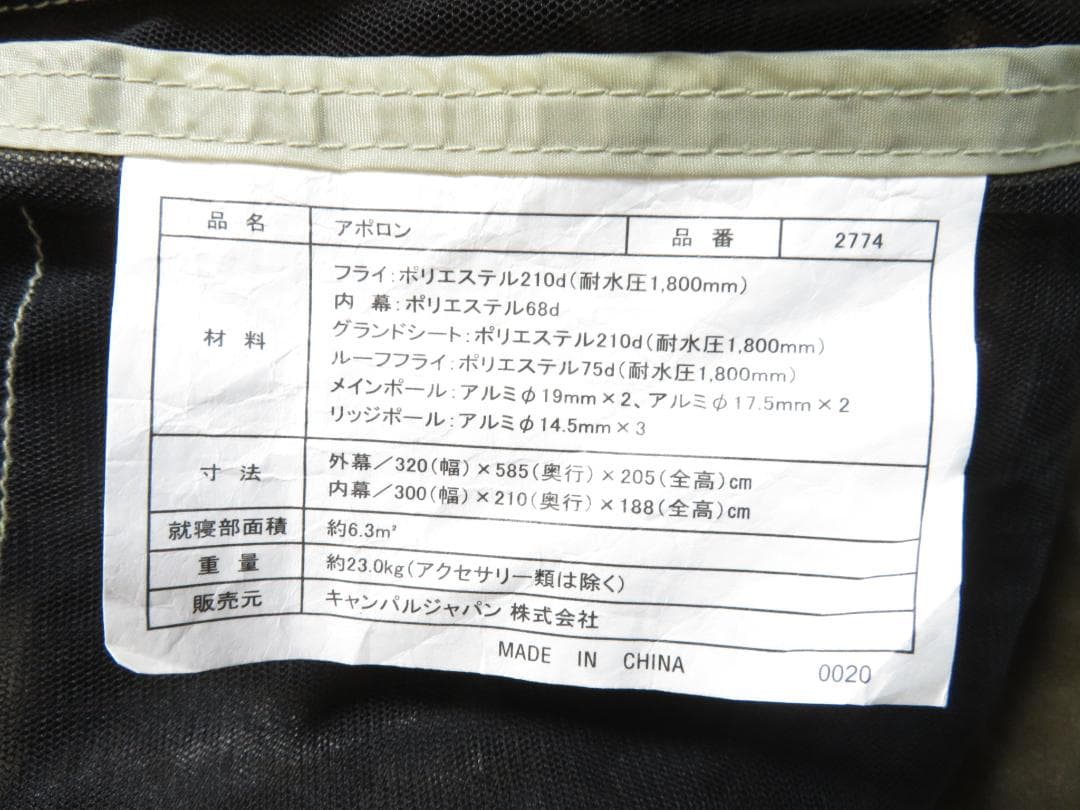 品名 アポロン 品番 2774
材料 フライ:ポリエステル210d(耐水圧1,800mm)
内 幕:ポリエステル68d
グランドシート:ポリエステル210d(耐水圧1,800mm)
ルーフフライ:ポリエステル75d(耐水圧1,800mm)
メインポール:アルミφ19mm×2、アルミφ17.5mm×2
リッジポール:アルミφ14.5mm×3
寸法 外幕/320(幅)×585(奥行)×205(全高)cm
内幕/300(幅)×210(奥行)×188(全高)cm
就寝部面積 約6.3㎡
重量 約23.0kg(アクセサリー類は除く)
販売元 キャンパルジャパン 株式会社
MADE IN CHINA 0020